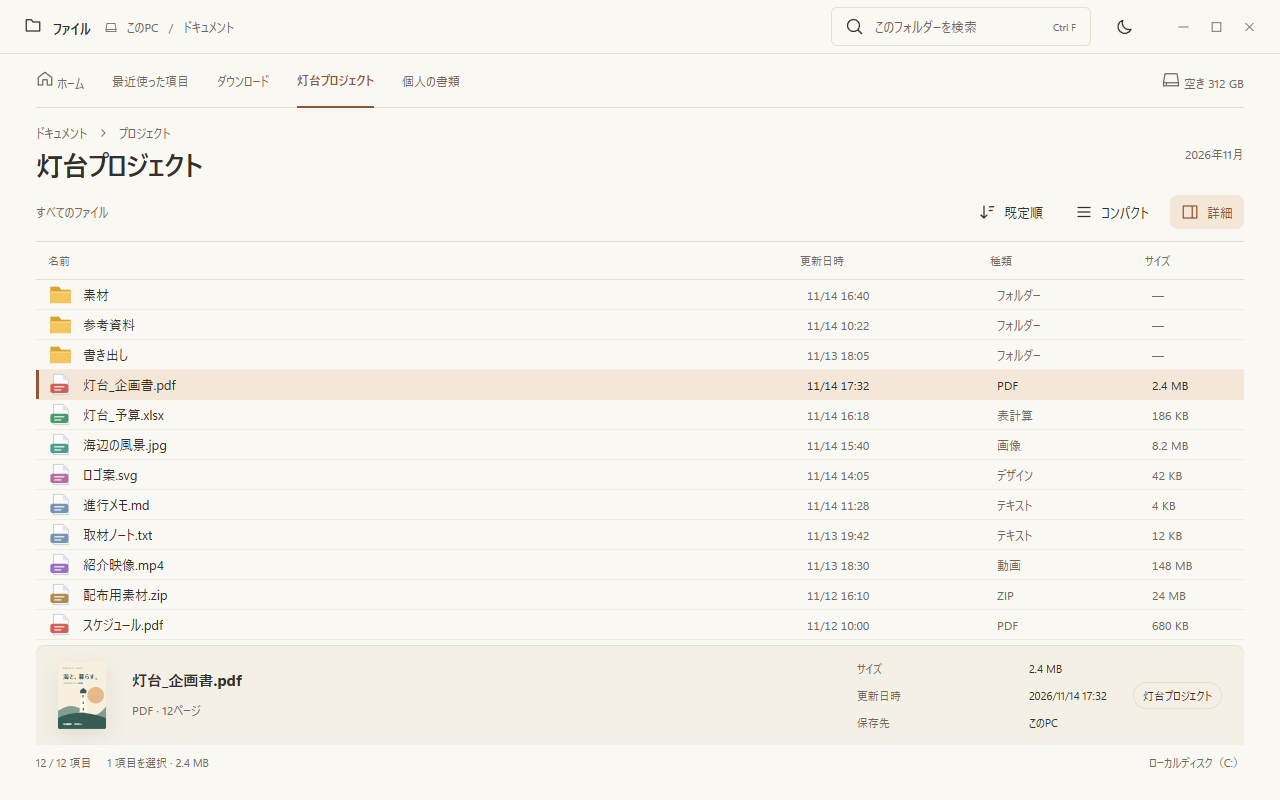 ファイル このPC / ドキュメント このフォルダーを検索 Ctrl F
ホーム 最近使った項目 ダウンロード 灯台プロジェクト 個人の書類 空き 312 GB
ドキュメント プロジェクト
灯台プロジェクト 2026年11月
すべてのファイル 既定順 コンパクト 詳細
名前 更新日時 種類 サイズ
素材 11/14 16:40 フォルダー —
参考資料 11/14 10:22 フォルダー —
書き出し 11/13 18:05 フォルダー —
灯台_企画書.pdf 11/14 17:32 PDF 2.4 MB
灯台_予算.xlsx 11/14 16:18 表計算 186 KB
海辺の風景.jpg 11/14 15:40 画像 8.2 MB
ロゴ案.svg 11/14 14:05 デザイン 42 KB
進行メモ.md 11/14 11:28 テキスト 4 KB
取材ノート.txt 11/13 19:42 テキスト 12 KB
紹介映像.mp4 11/13 18:30 動画 148 MB
配布用素材.zip 11/12 16:10 ZIP 24 MB
スケジュール.pdf 11/12 10:00 PDF 680 KB
海と、暮らす。
灯台_企画書.pdf
PDF · 12ページ
サイズ 2.4 MB
更新日時 2026/11/14 17:32
保存先 このPC
灯台プロジェクト
12 / 12 項目 1 項目を選択 · 2.4 MB ローカルディスク (C:)